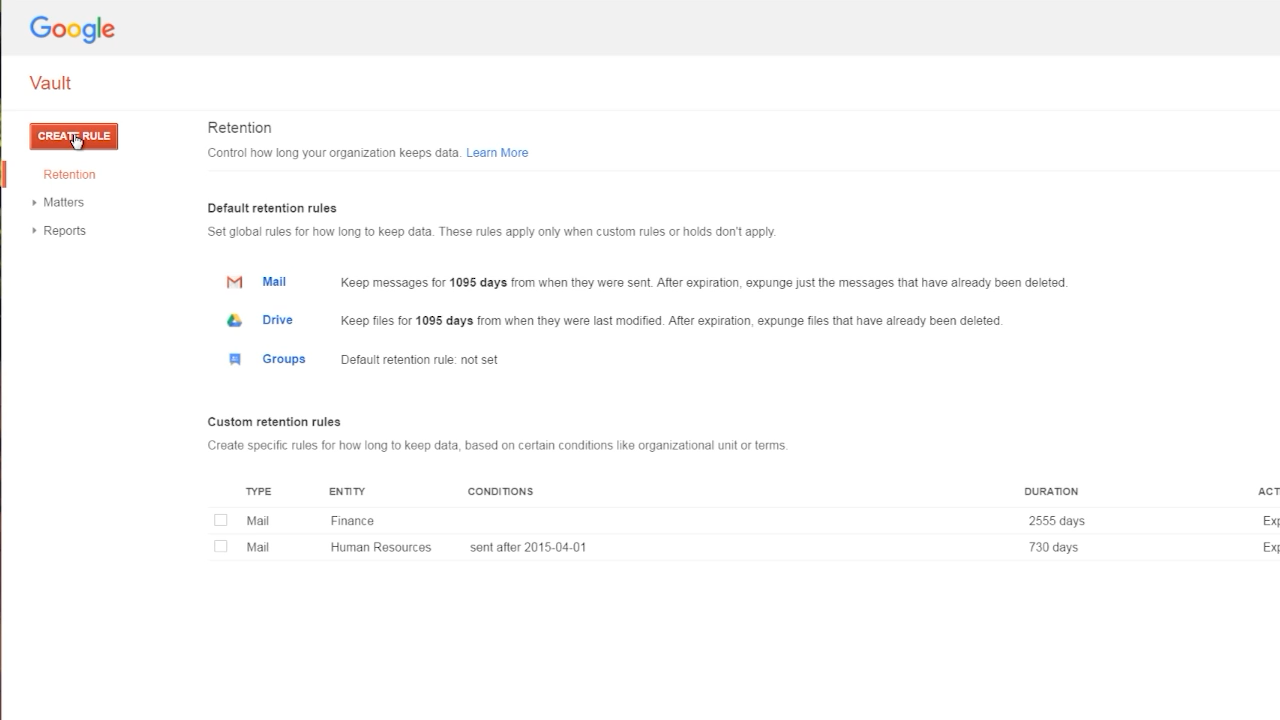 Google
Vault
CREATE RULE
Retention
Matters
Reports
Retention
Control how long your organization keeps data. Learn More
Default retention rules
Set global rules for how long to keep data. These rules apply only when custom rules or holds don't apply.
Mail Keep messages for 1095 days from when they were sent. After expiration, expunge just the messages that have already been deleted.
Drive Keep files for 1095 days from when they were last modified. After expiration, expunge files that have already been deleted.
Groups Default retention rule: not set
Custom retention rules
Create specific rules for how long to keep data, based on certain conditions like organizational unit or terms.
TYPE ENTITY CONDITIONS DURATION ACT
Mail Finance 2555 days Exp
Mail Human Resources sent after 2015-04-01 730 days Exp